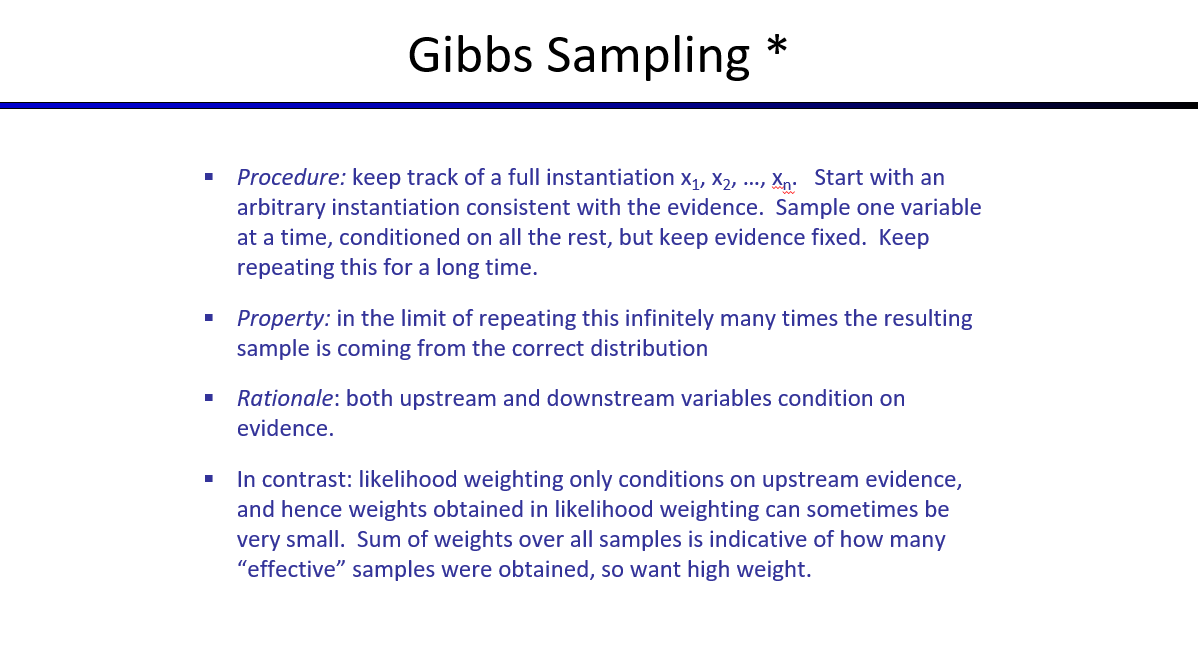 Gibbs Sampling *
▪ Procedure: keep track of a full instantiation x₁, x₂, …, xₙ. Start with an
arbitrary instantiation consistent with the evidence. Sample one variable
at a time, conditioned on all the rest, but keep evidence fixed. Keep
repeating this for a long time.
▪ Property: in the limit of repeating this infinitely many times the resulting
sample is coming from the correct distribution
▪ Rationale: both upstream and downstream variables condition on
evidence.
▪ In contrast: likelihood weighting only conditions on upstream evidence,
and hence weights obtained in likelihood weighting can sometimes be
very small. Sum of weights over all samples is indicative of how many
“effective” samples were obtained, so want high weight.